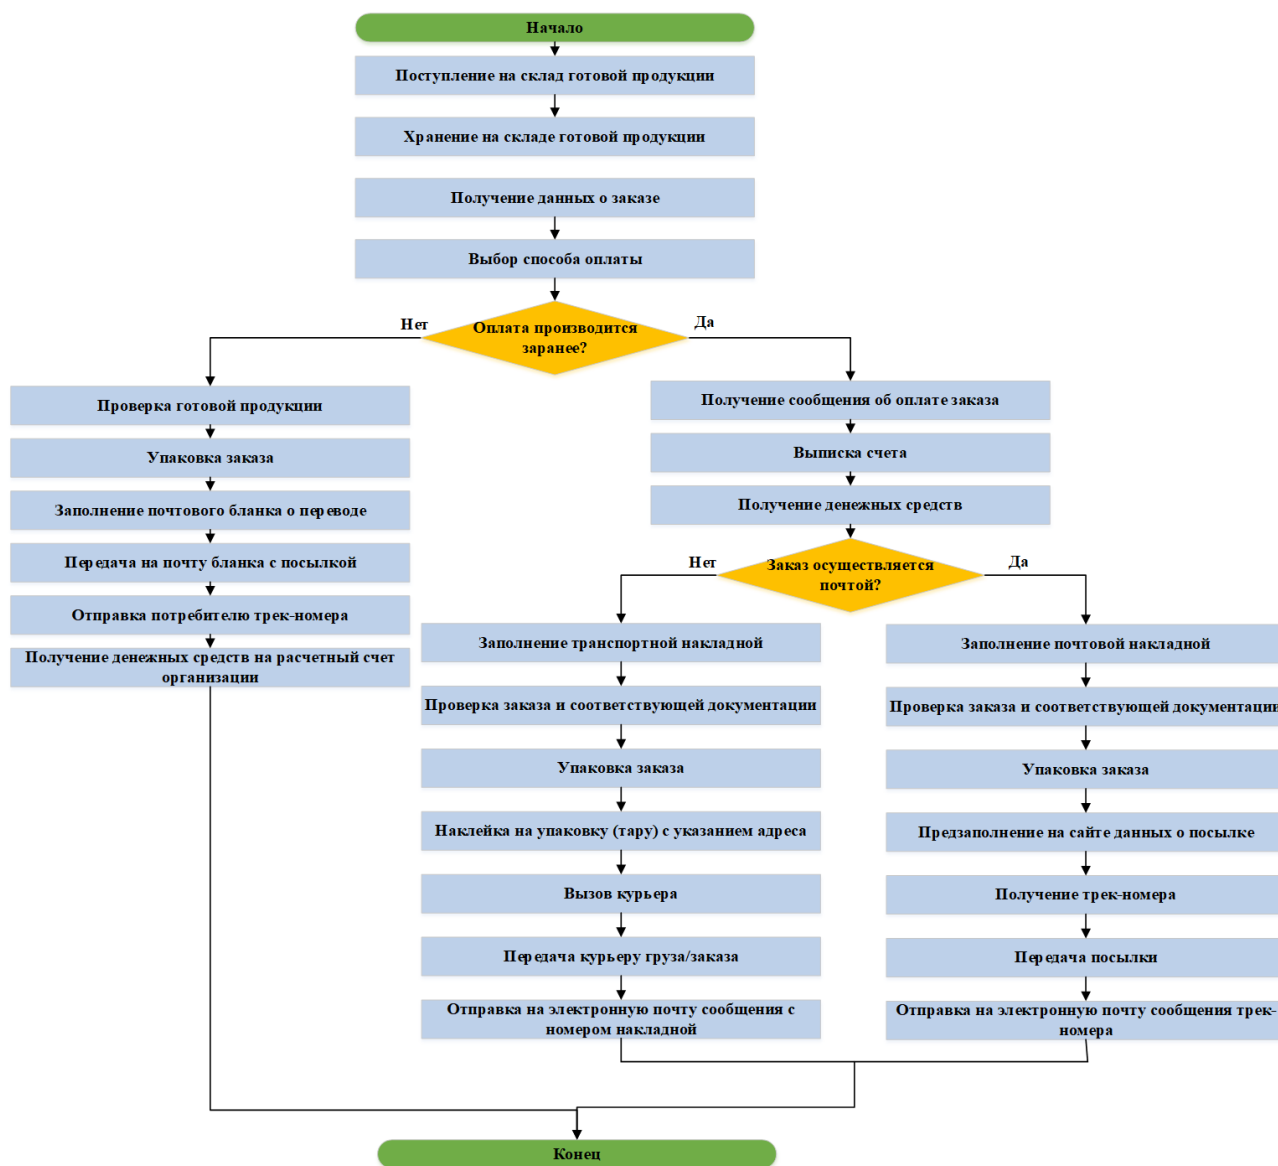 Начало
Поступление на склад готовой продукции
Хранение на складе готовой продукции
Получение данных о заказе
Выбор способа оплаты
Нет
Оплата производится
заранее?
Да
Проверка готовой продукции
Упаковка заказа
Заполнение почтового бланка о переводе
Передача на почту бланка с посылкой
Отправка потребителю трек-номера
Получение денежных средств на расчетный счет
организации
Получение сообщения об оплате заказа
Выписка счета
Получение денежных средств
Нет
Заказ осуществляется
почтой?
Да
Заполнение транспортной накладной
Проверка заказа и соответствующей документации
Упаковка заказа
Наклейка на упаковку (тару) с указанием адреса
Вызов курьера
Передача курьеру груза/заказа
Отправка на электронную почту сообщения с
номером накладной
Заполнение почтовой накладной
Проверка заказа и соответствующей документации
Упаковка заказа
Предзаполнение на сайте данных о посылке
Получение трек-номера
Передача посылки
Отправка на электронную почту сообщения трек-
номера
Конец